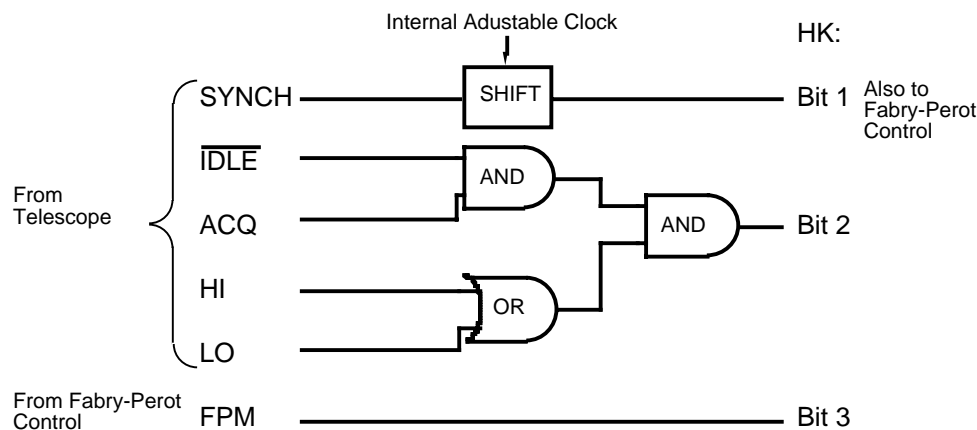 Internal Adustable Clock
HK:
SYNCH
SHIFT
Bit 1
Also to
Fabry-Perot
Control
IDLE
AND
From
Telescope
ACQ
AND
Bit 2
HI
OR
LO
From Fabry-Perot
Control
FPM
Bit 3